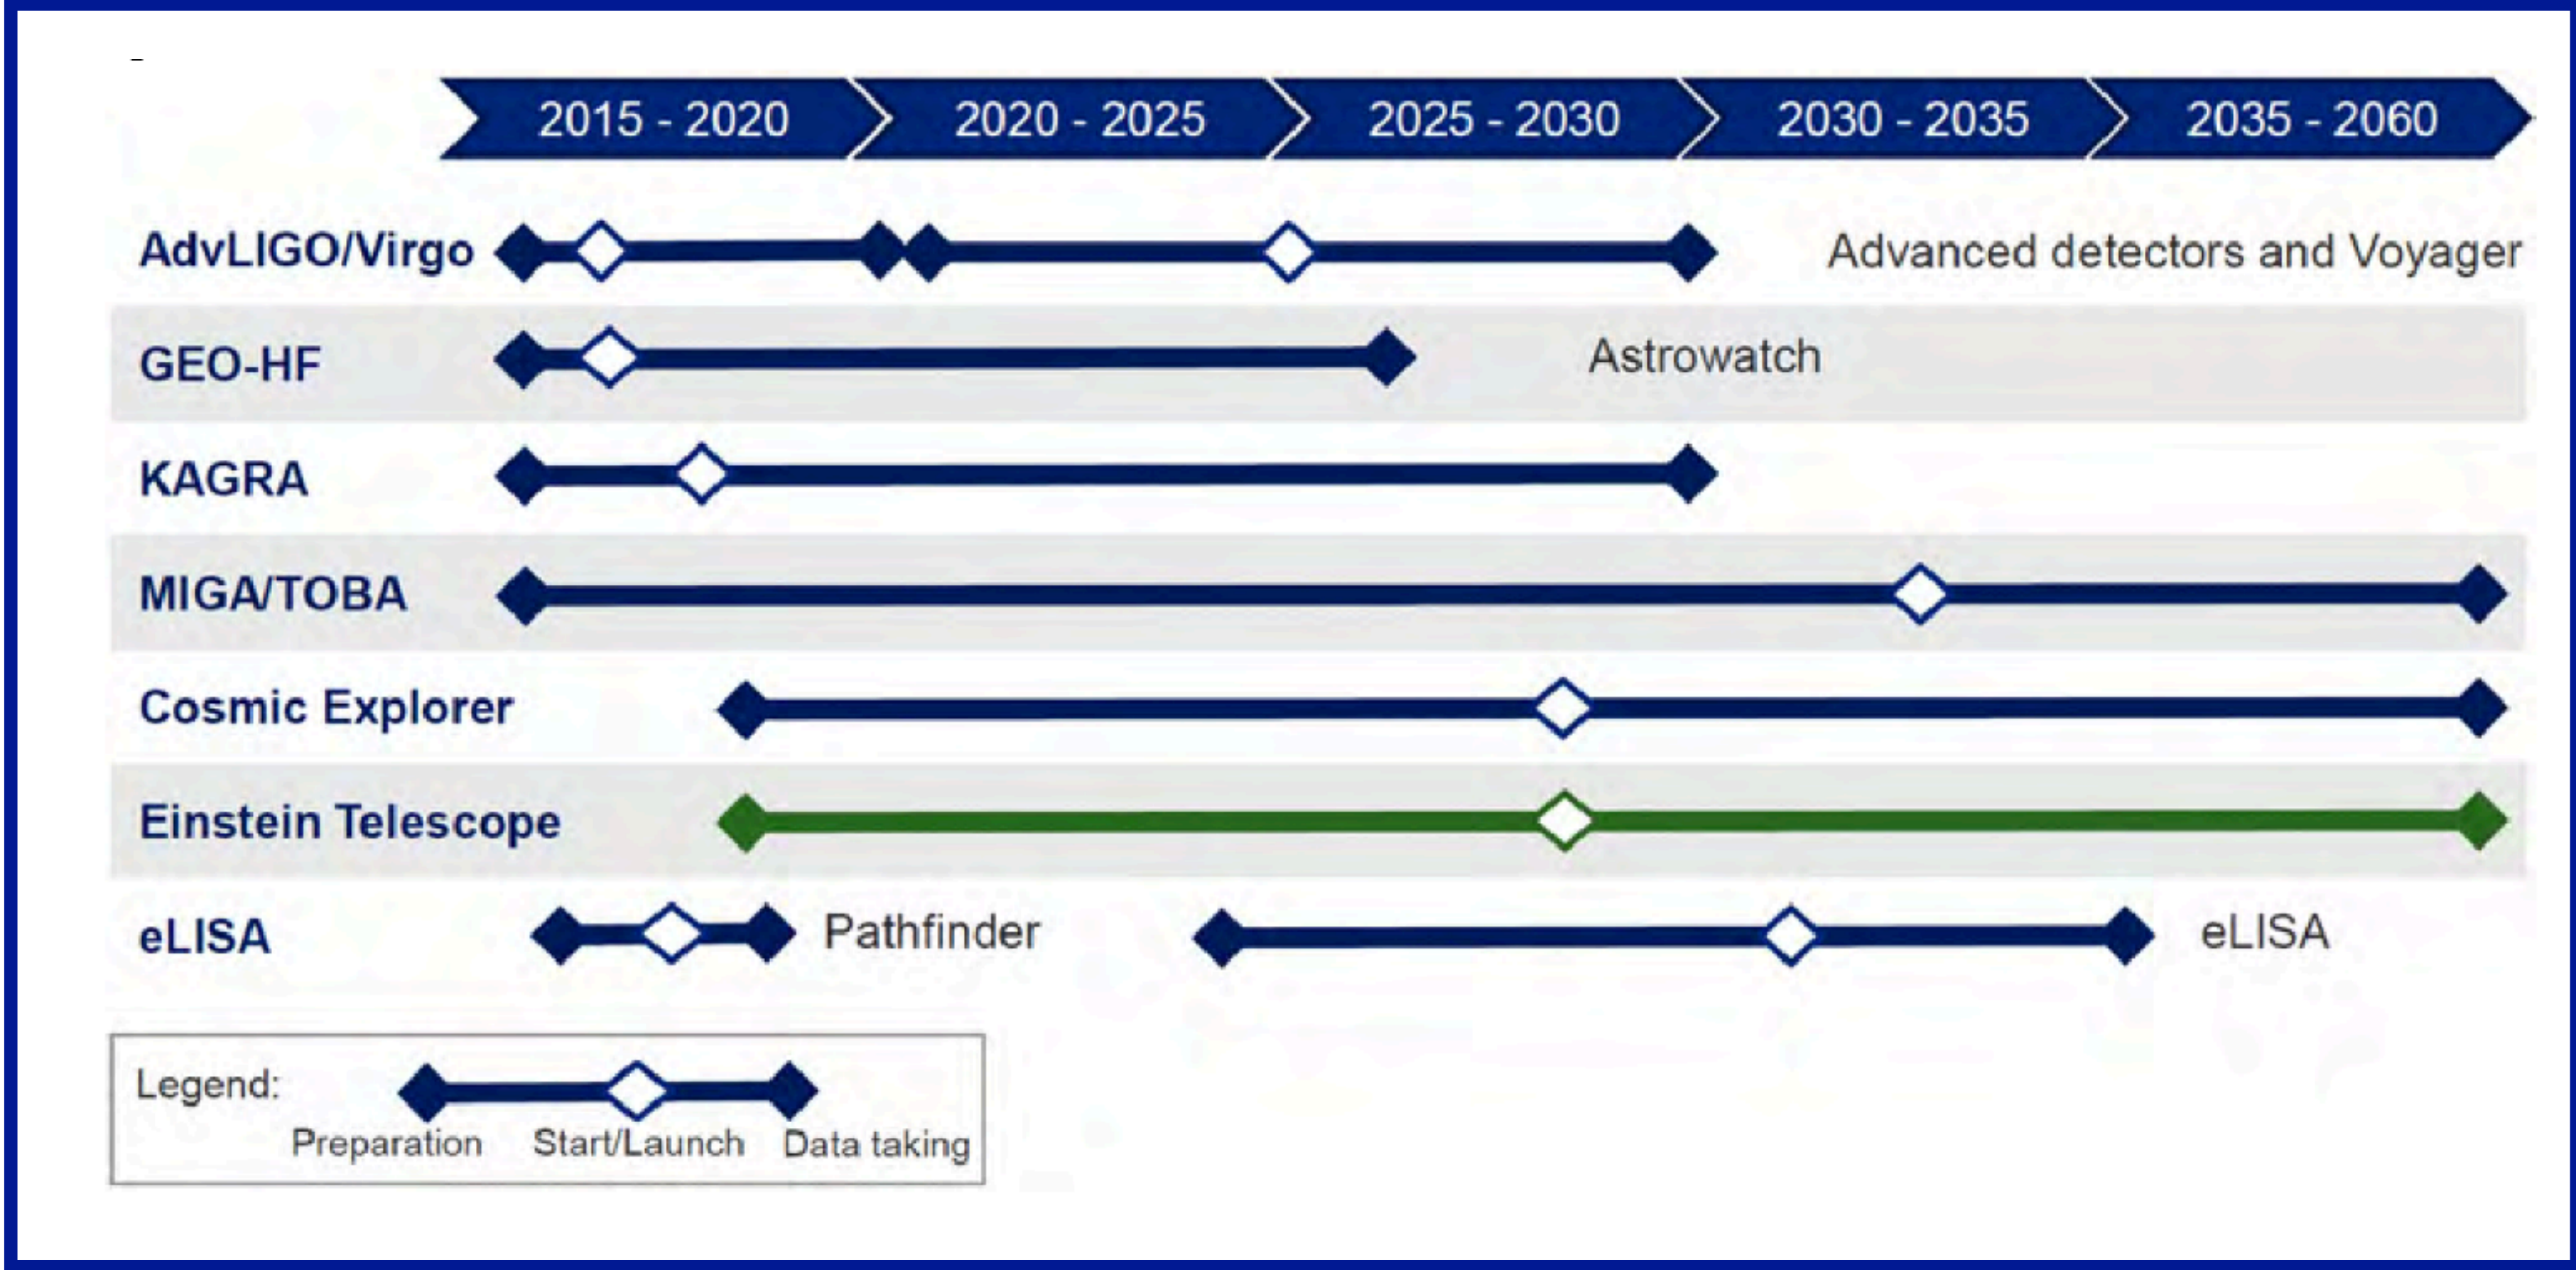 2015 - 2020 2020 - 2025 2025 - 2030 2030 - 2035 2035 - 2060
AdvLIGO/Virgo Advanced detectors and Voyager
GEO-HF Astrowatch
KAGRA
MIGA/TOBA
Cosmic Explorer
Einstein Telescope
eLISA Pathfinder eLISA
Legend:
Preparation Start/Launch Data taking